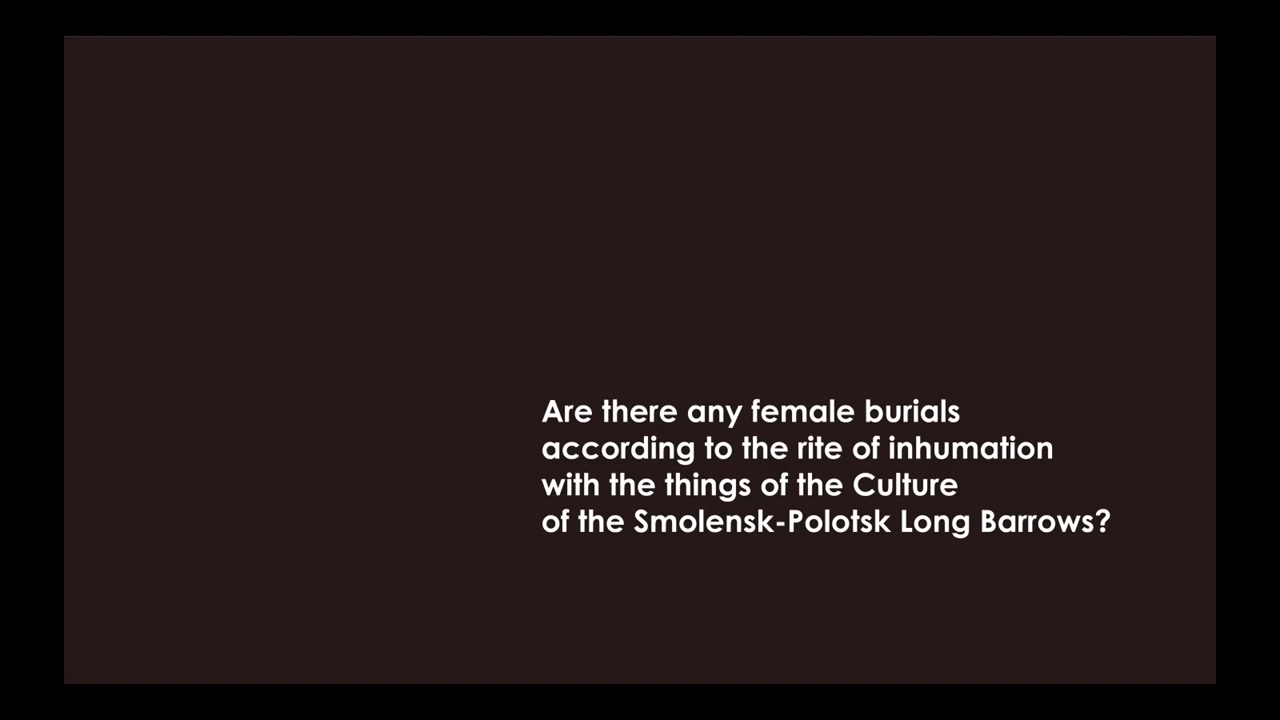 Are there any female burials
according to the rite of inhumation
with the things of the Culture
of the Smolensk-Polotsk Long Barrows?